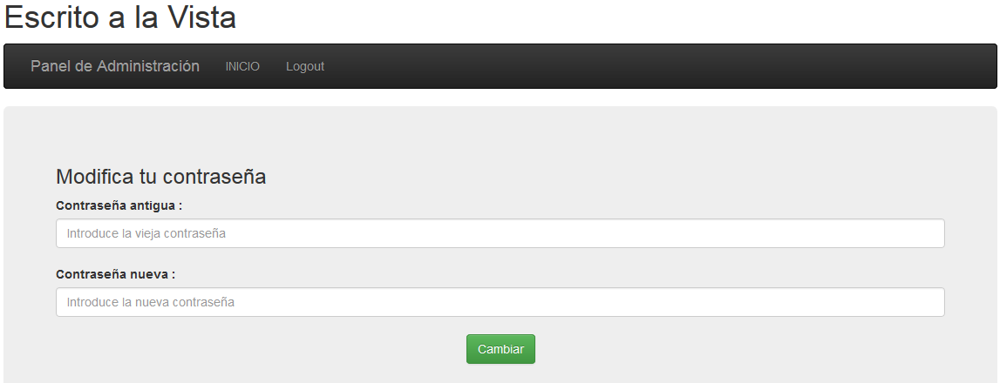 Escrito a la Vista
Panel de Administración INICIO Logout
Modifica tu contraseña
Contraseña antigua :
Introduce la vieja contraseña
Contraseña nueva :
Introduce la nueva contraseña
Cambiar